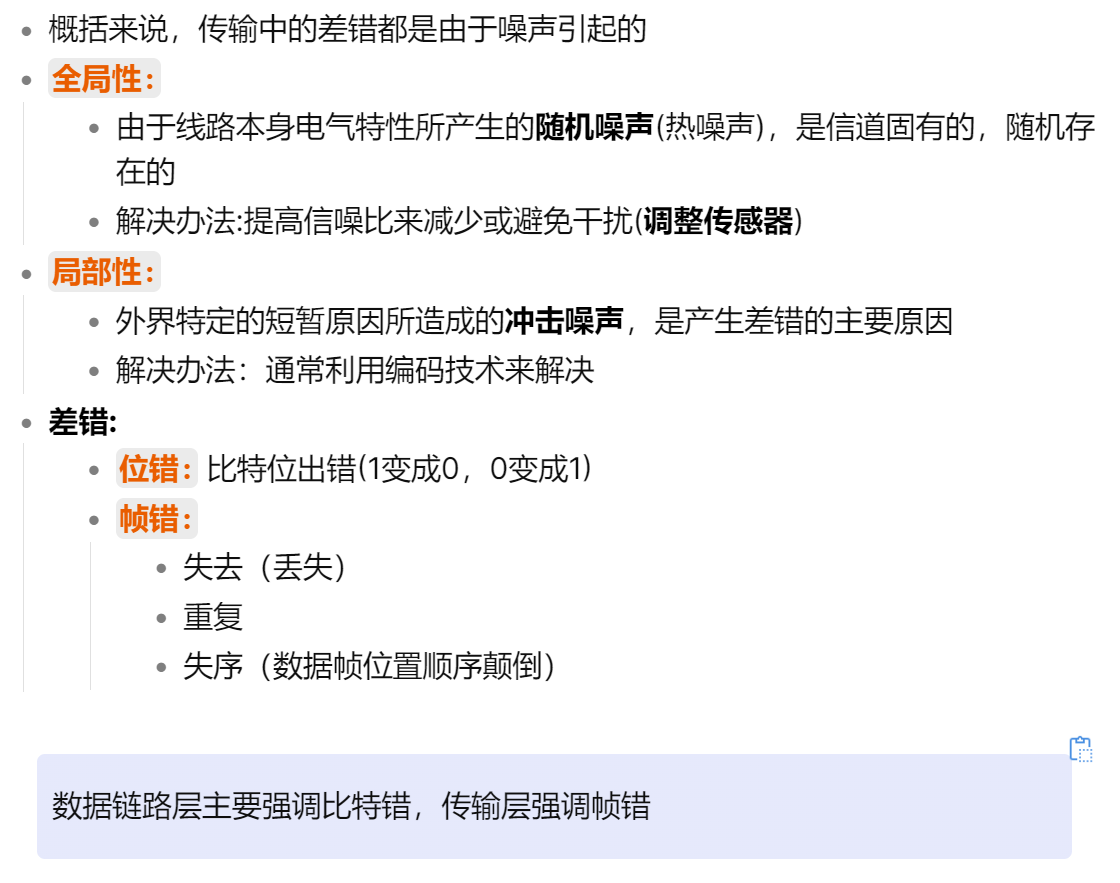 概括来说，传输中的差错都是由于噪声引起的
全局性：
由于线路本身电气特性所产生的随机噪声(热噪声)，是信道固有的，随机存
在的
解决办法:提高信噪比来减少或避免干扰(调整传感器)
局部性：
外界特定的短暂原因所造成的冲击噪声，是产生差错的主要原因
解决办法：通常利用编码技术来解决
差错:
位错：比特位出错(1变成0，0变成1)
帧错：
失去（丢失）
重复
失序（数据帧位置顺序颠倒）
数据链路层主要强调比特错，传输层强调帧错